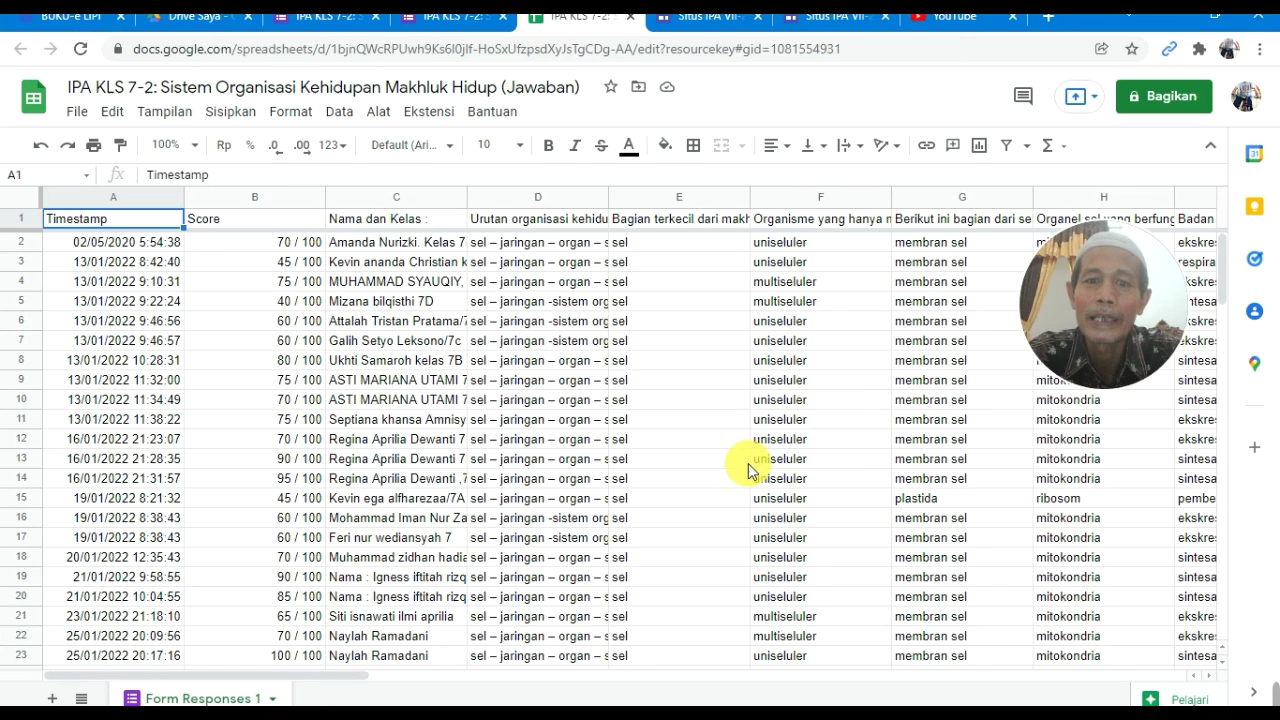 BUKU-e LIPI
Drive Saya - G
IPA KLS 7-2: S
IPA KLS 7-2: S
IPA KLS 7-2: S
Situs IPA VII-
Situs IPA VII-
YouTube
docs.google.com/spreadsheets/d/1bjnQWcRPUwh9Ks6l0jIf-HoSxUfzpsdXyJsTgCDg-AA/edit?resourcekey#gid=1081554931
IPA KLS 7-2: Sistem Organisasi Kehidupan Makhluk Hidup (Jawaban)
Bagikan
File Edit Tampilan Sisipkan Format Data Alat Ekstensi Bantuan
100% Rp % .0 .00 123 Default (Ari... 10 B I S A Σ
A1 fx Timestamp
A B C D E F G H
1 Timestamp Score Nama dan Kelas : Urutan organisasi kehidu Bagian terkecil dari makh Organisme yang hanya m Berikut ini bagian dari se Organel sel yang berfung Badan
2 02/05/2020 5:54:38 70 / 100 Amanda Nurizki. Kelas 7 sel – jaringan – organ – s sel uniseluler membran sel ekskres
3 13/01/2022 8:42:40 45 / 100 Kevin ananda Christian k sel – jaringan – organ – s sel uniseluler membran sel respira
4 13/01/2022 9:10:31 75 / 100 MUHAMMAD SYAUQIY, sel – jaringan – organ – s sel multiseluler membran sel
5 13/01/2022 9:22:24 40 / 100 Mizana bilqisthi 7D sel – jaringan -sistem org sel multiseluler membran sel
6 13/01/2022 9:46:56 60 / 100 Attalah Tristan Pratama/7 sel – jaringan -sistem org sel uniseluler membran sel
7 13/01/2022 9:46:57 60 / 100 Galih Setyo Leksono/7c sel – jaringan -sistem org sel uniseluler membran sel
8 13/01/2022 10:28:31 80 / 100 Ukhti Samaroh kelas 7B sel – jaringan – organ – s sel uniseluler membran sel sintesa
9 13/01/2022 11:32:00 75 / 100 ASTI MARIANA UTAMI 7 sel – jaringan – organ – s sel uniseluler membran sel sintesa
10 13/01/2022 11:34:49 70 / 100 ASTI MARIANA UTAMI 7 sel – jaringan – organ – s sel uniseluler membran sel mitokondria sintesa
11 13/01/2022 11:38:22 75 / 100 Septiana khansa Amnisy sel – jaringan – organ – s sel uniseluler membran sel mitokondria ekskres
12 16/01/2022 21:23:07 70 / 100 Regina Aprilia Dewanti 7 sel – jaringan – organ – s sel uniseluler membran sel mitokondria ekskres
13 16/01/2022 21:28:35 90 / 100 Regina Aprilia Dewanti 7 sel – jaringan – organ – s sel uniseluler membran sel mitokondria sintesa
14 16/01/2022 21:31:57 95 / 100 Regina Aprilia Dewanti ,7 sel – jaringan – organ – s sel uniseluler membran sel mitokondria sintesa
15 19/01/2022 8:21:32 45 / 100 Kevin ega alfharezaa/7A sel – jaringan – organ – s sel uniseluler plastida ribosom pembe
16 19/01/2022 8:38:43 60 / 100 Mohammad Iman Nur Za sel – jaringan -sistem org sel uniseluler membran sel mitokondria ekskres
17 19/01/2022 8:38:43 60 / 100 Feri nur wediansyah 7 sel – jaringan -sistem org sel uniseluler membran sel mitokondria ekskres
18 20/01/2022 12:35:43 70 / 100 Muhammad zidhan hadia sel – jaringan – organ – s sel uniseluler membran sel mitokondria sintesa
19 21/01/2022 9:58:55 90 / 100 Nama : Igness iftitah rizq sel – jaringan – organ – s sel uniseluler membran sel mitokondria sintesa
20 21/01/2022 10:04:55 85 / 100 Nama : Igness iftitah rizq sel – jaringan – organ – s sel uniseluler membran sel mitokondria sintesa
21 23/01/2022 21:18:10 65 / 100 Siti isnawati ilmi aprilia sel – jaringan – organ – s sel multiseluler membran sel mitokondria ekskres
22 25/01/2022 20:09:56 70 / 100 Naylah Ramadani sel – jaringan – organ – s sel multiseluler membran sel mitokondria ekskres
23 25/01/2022 20:17:16 100 / 100 Naylah Ramadani sel – jaringan – organ – s sel uniseluler membran sel mitokondria sintesa
Form Responses 1
Pelajari